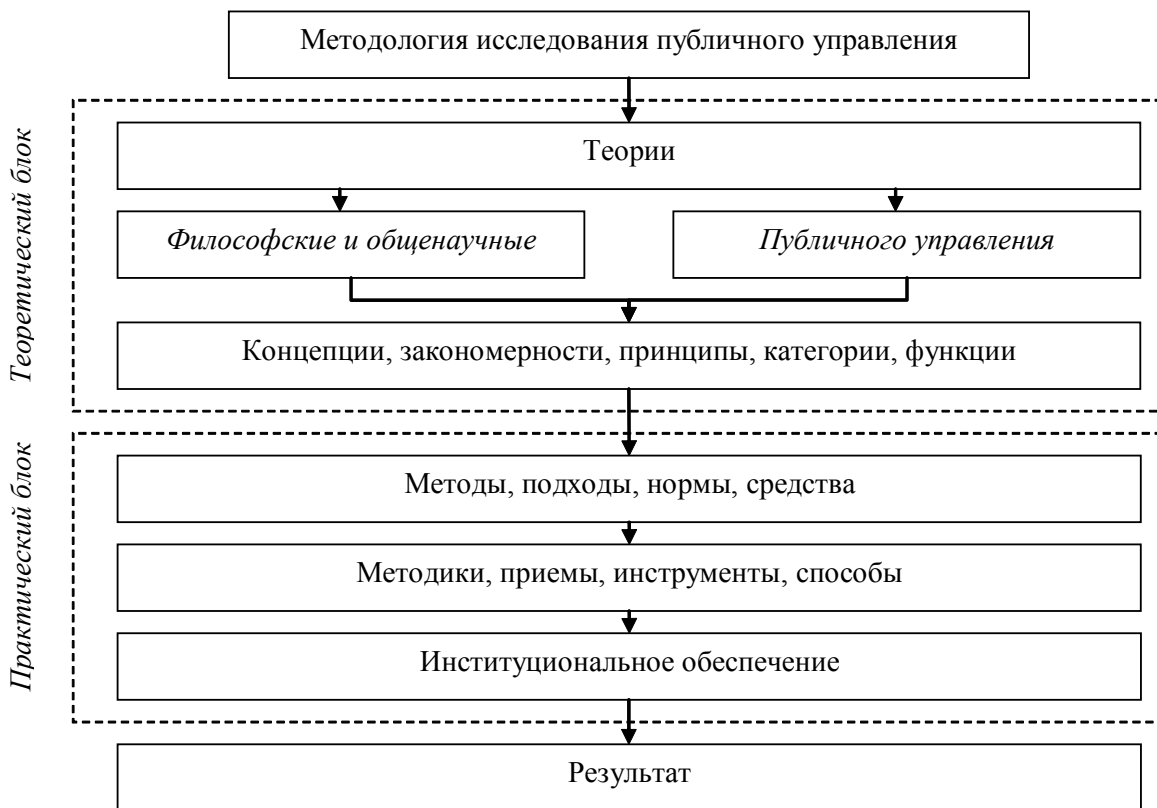 Методология исследования публичного управления
Теоретический блок
Теории
Философские и общенаучные
Публичного управления
Концепции, закономерности, принципы, категории, функции
Практический блок
Методы, подходы, нормы, средства
Методики, приемы, инструменты, способы
Институциональное обеспечение
Результат